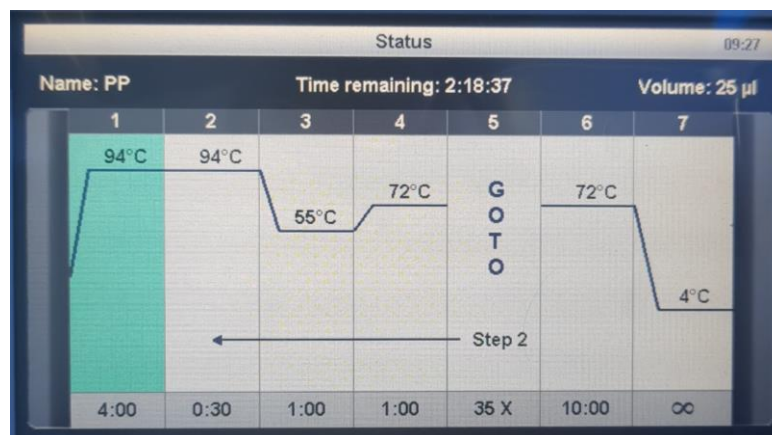 Status 09:27
Name: PP Time remaining: 2:18:37 Volume: 25 µl
1 2 3 4 5 6 7
94°C 94°C 55°C 72°C GOTO 72°C 4°C
Step 2
4:00 0:30 1:00 1:00 35 X 10:00 ∞